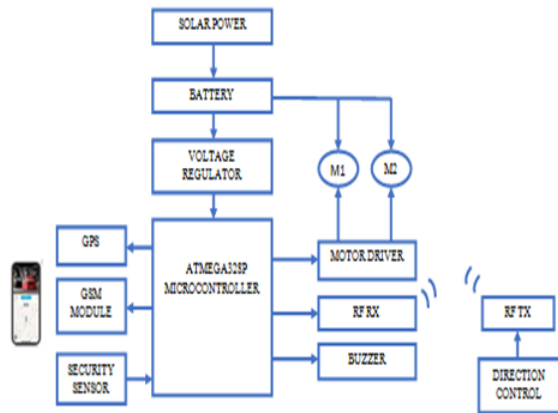 SOLAR POWER
BATTERY
VOLTAGE
REGULATOR
M1
M2
GPS
ATMEGA328P
MICROCONTROLLER
MOTOR DRIVER
GSM
MODULE
RF RX
RF TX
SECURITY
SENSOR
BUZZER
DIRECTION
CONTROL